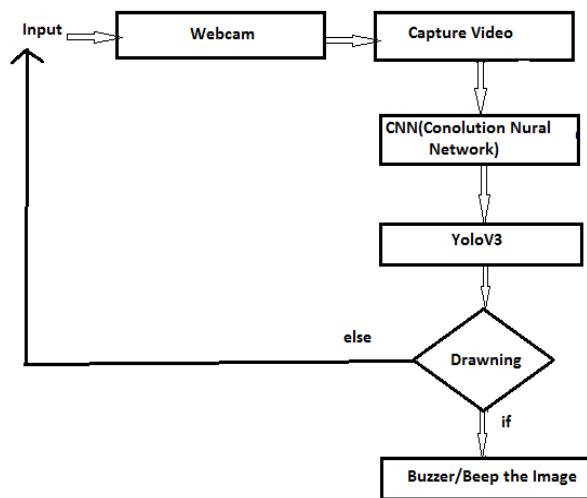 Input
Webcam
Capture Video
CNN(Conolution Nural
Network)
YoloV3
else
Drawning
if
Buzzer/Beep the Image